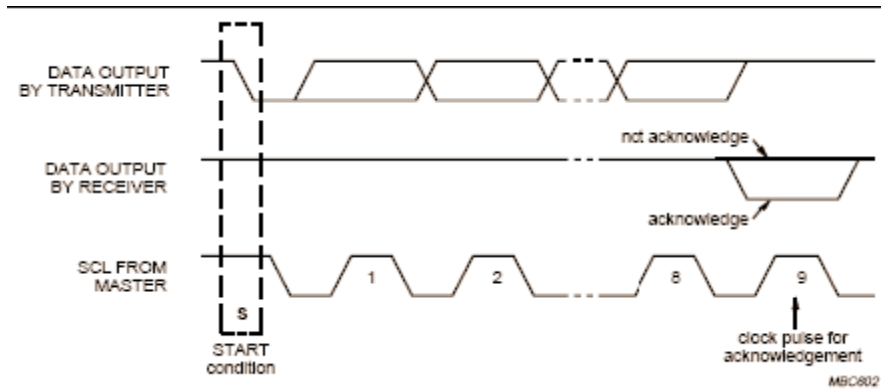 DATA OUTPUT
BY TRANSMITTER
not acknowledge
DATA OUTPUT
BY RECEIVER
acknowledge
SCL FROM
MASTER
1
2
8
9
S
START
condition
clock pulse for
acknowledgement
MBC602